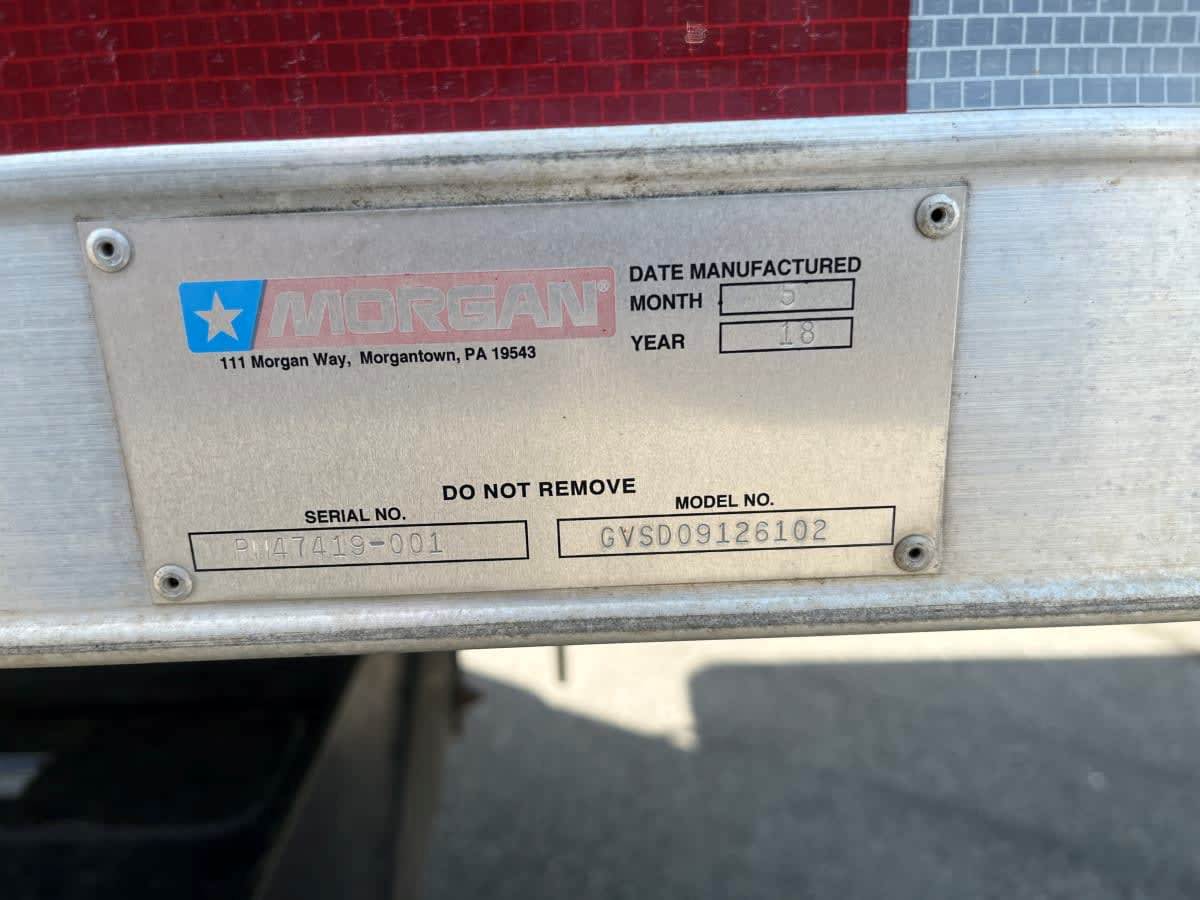 MORGAN®
111 Morgan Way, Morgantown, PA 19543
DATE MANUFACTURED
MONTH 5
YEAR 18
DO NOT REMOVE
SERIAL NO.
MODEL NO.
GVSD09126102